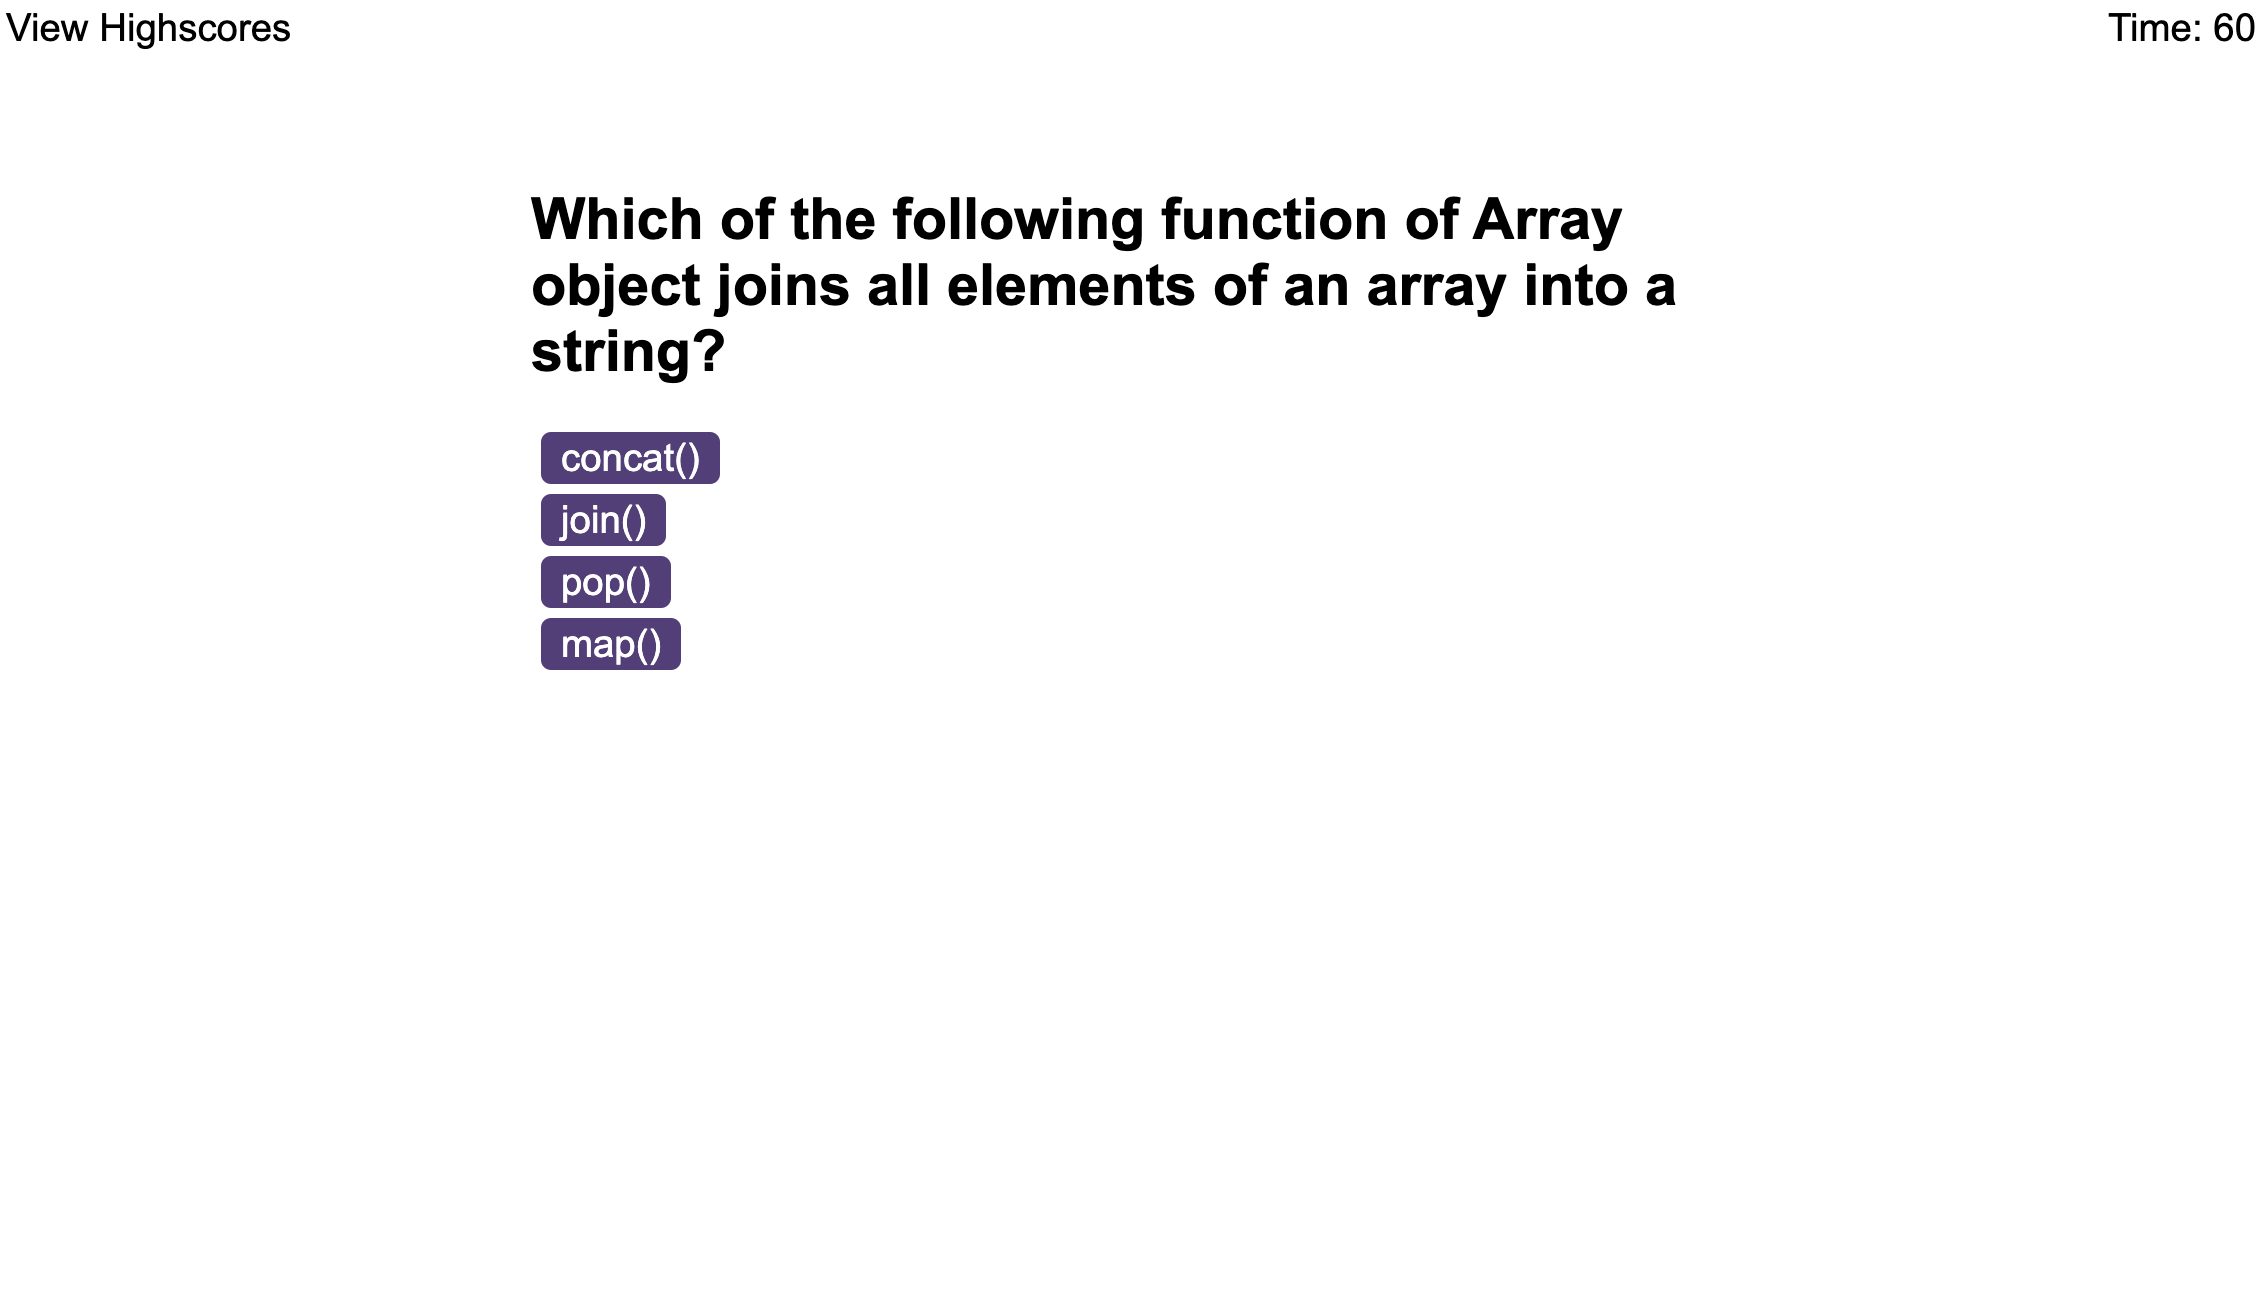 View Highscores
Time: 60
Which of the following function of Array
object joins all elements of an array into a
string?
concat()
join()
pop()
map()